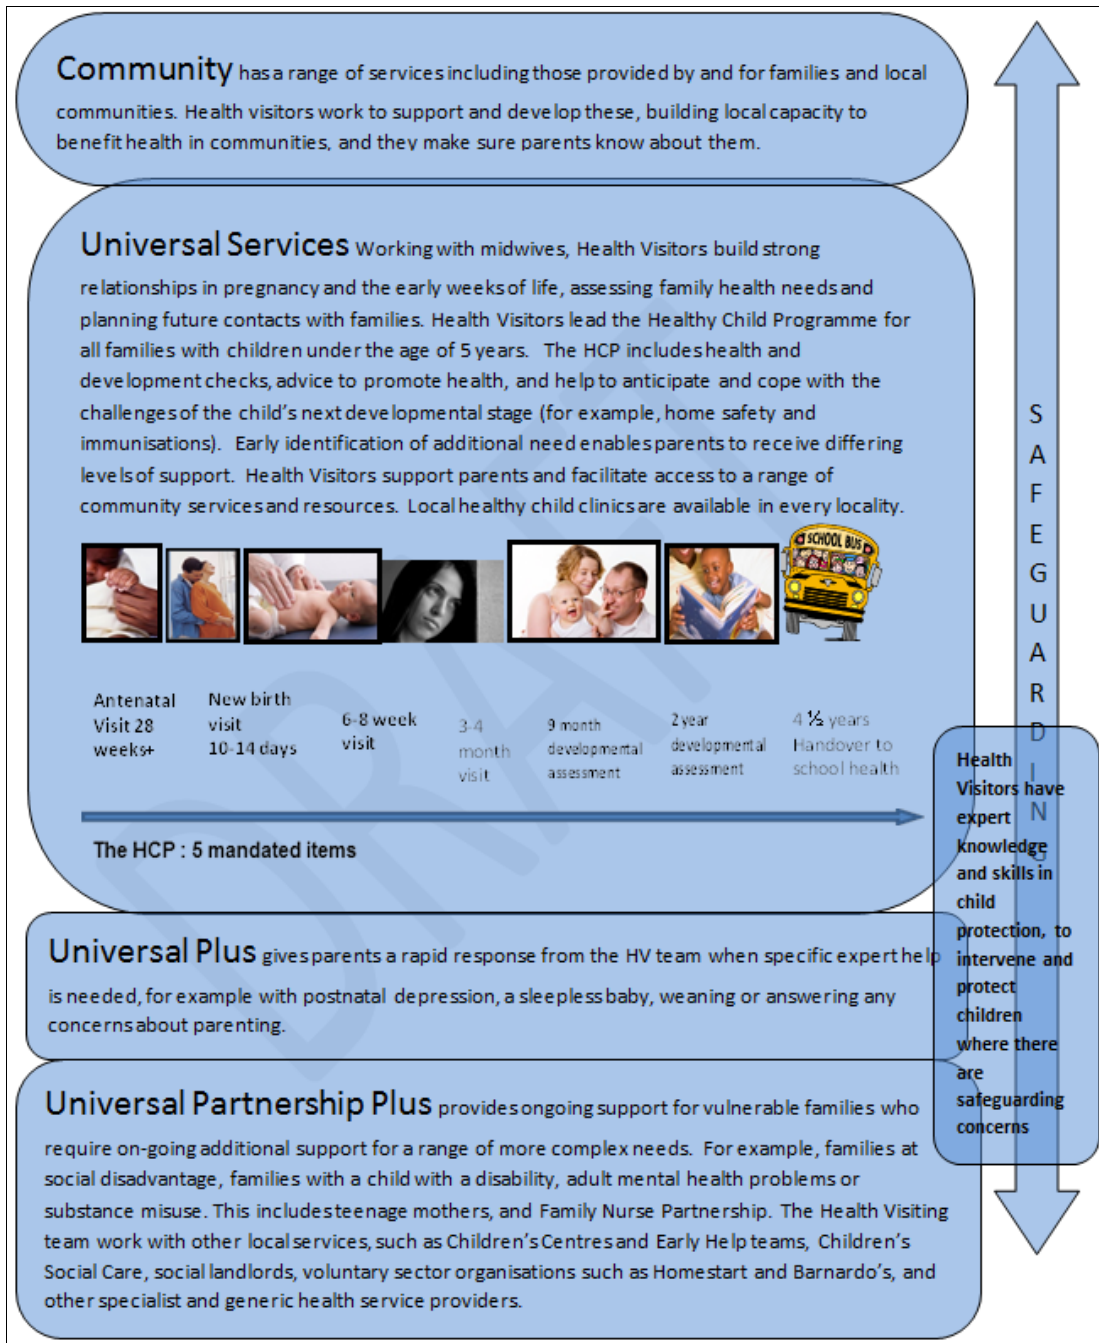 Community has a range of services including those provided by and for families and local
communities. Health visitors work to support and develop these, building local capacity to
benefit health in communities, and they make sure parents know about them.
Universal Services Working with midwives, Health Visitors build strong
relationships in pregnancy and the early weeks of life, assessing family health needs and
planning future contacts with families. Health Visitors lead the Healthy Child Programme for
all families with children under the age of 5 years. The HCP includes health and
development checks, advice to promote health, and help to anticipate and cope with the
challenges of the child's next developmental stage (for example, home safety and
immunisations). Early identification of additional need enables parents to receive differing
levels of support. Health Visitors support parents and facilitate access to a range of
community services and resources. Local healthy child clinics are available in every locality.
SCHOOL BUS
Antenatal
Visit 28
weeks+
New birth
visit
10-14 days
6-8 week
visit
3-4
month
visit
9 month
developmental
assessment
2 year
developmental
assessment
4 ½ years
Handover to
school health
The HCP : 5 mandated items
Universal Plus gives parents a rapid response from the HV team when specific expert help
is needed, for example with postnatal depression, a sleepless baby, weaning or answering any
concerns about parenting.
Universal Partnership Plus provides ongoing support for vulnerable families who
require on-going additional support for a range of more complex needs. For example, families at
social disadvantage, families with a child with a disability, adult mental health problems or
substance misuse. This includes teenage mothers, and Family Nurse Partnership. The Health Visiting
team work with other local services, such as Children's Centres and Early Help teams, Children's
Social Care, social landlords, voluntary sector organisations such as Homestart and Barnardo's, and
other specialist and generic health service providers.
SAFEGUARDING
Health
Visitors have
expert
knowledge
and skills in
child
protection, to
intervene and
protect
children
where there
are
safeguarding
concerns
DRAFT